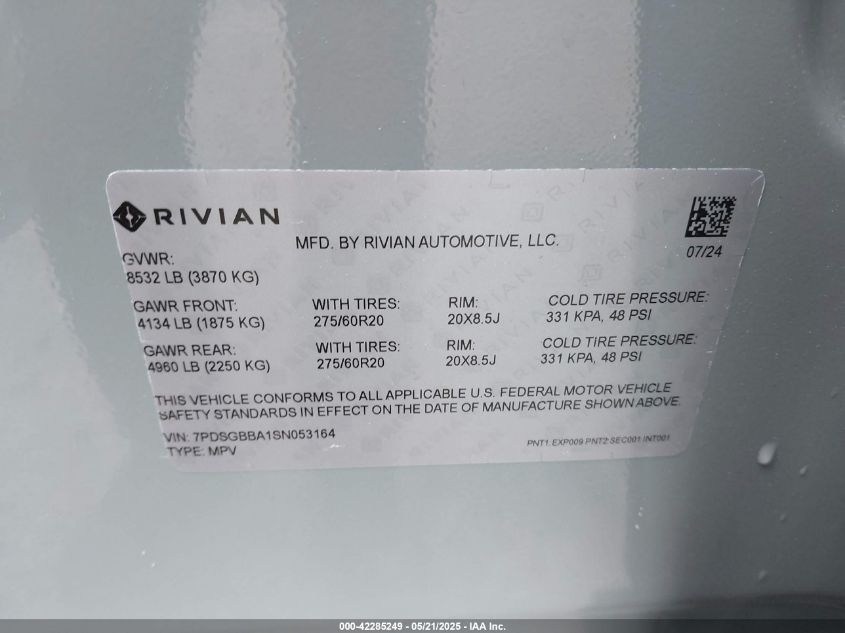 RIVIAN
MFD. BY RIVIAN AUTOMOTIVE, LLC.
07/24
GVWR:
8532 LB (3870 KG)
GAWR FRONT: WITH TIRES: RIM: COLD TIRE PRESSURE:
4134 LB (1875 KG) 275/60R20 20X8.5J 331 KPA, 48 PSI
GAWR REAR: WITH TIRES: RIM: COLD TIRE PRESSURE:
4960 LB (2250 KG) 275/60R20 20X8.5J 331 KPA, 48 PSI
THIS VEHICLE CONFORMS TO ALL APPLICABLE U.S. FEDERAL MOTOR VEHICLE
SAFETY STANDARDS IN EFFECT ON THE DATE OF MANUFACTURE SHOWN ABOVE.
VIN: 7PDSGBBA1SN053164
TYPE: MPV
PNT1.EXP009.PNT2.SEC001.INT001
000-42285249 - 05/21/2025 - IAA Inc.